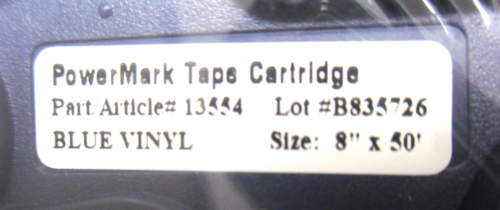 PowerMark Tape Cartridge
Part/Article# 13554 Lot #B835726
BLUE VINYL Size: 8" x 50'